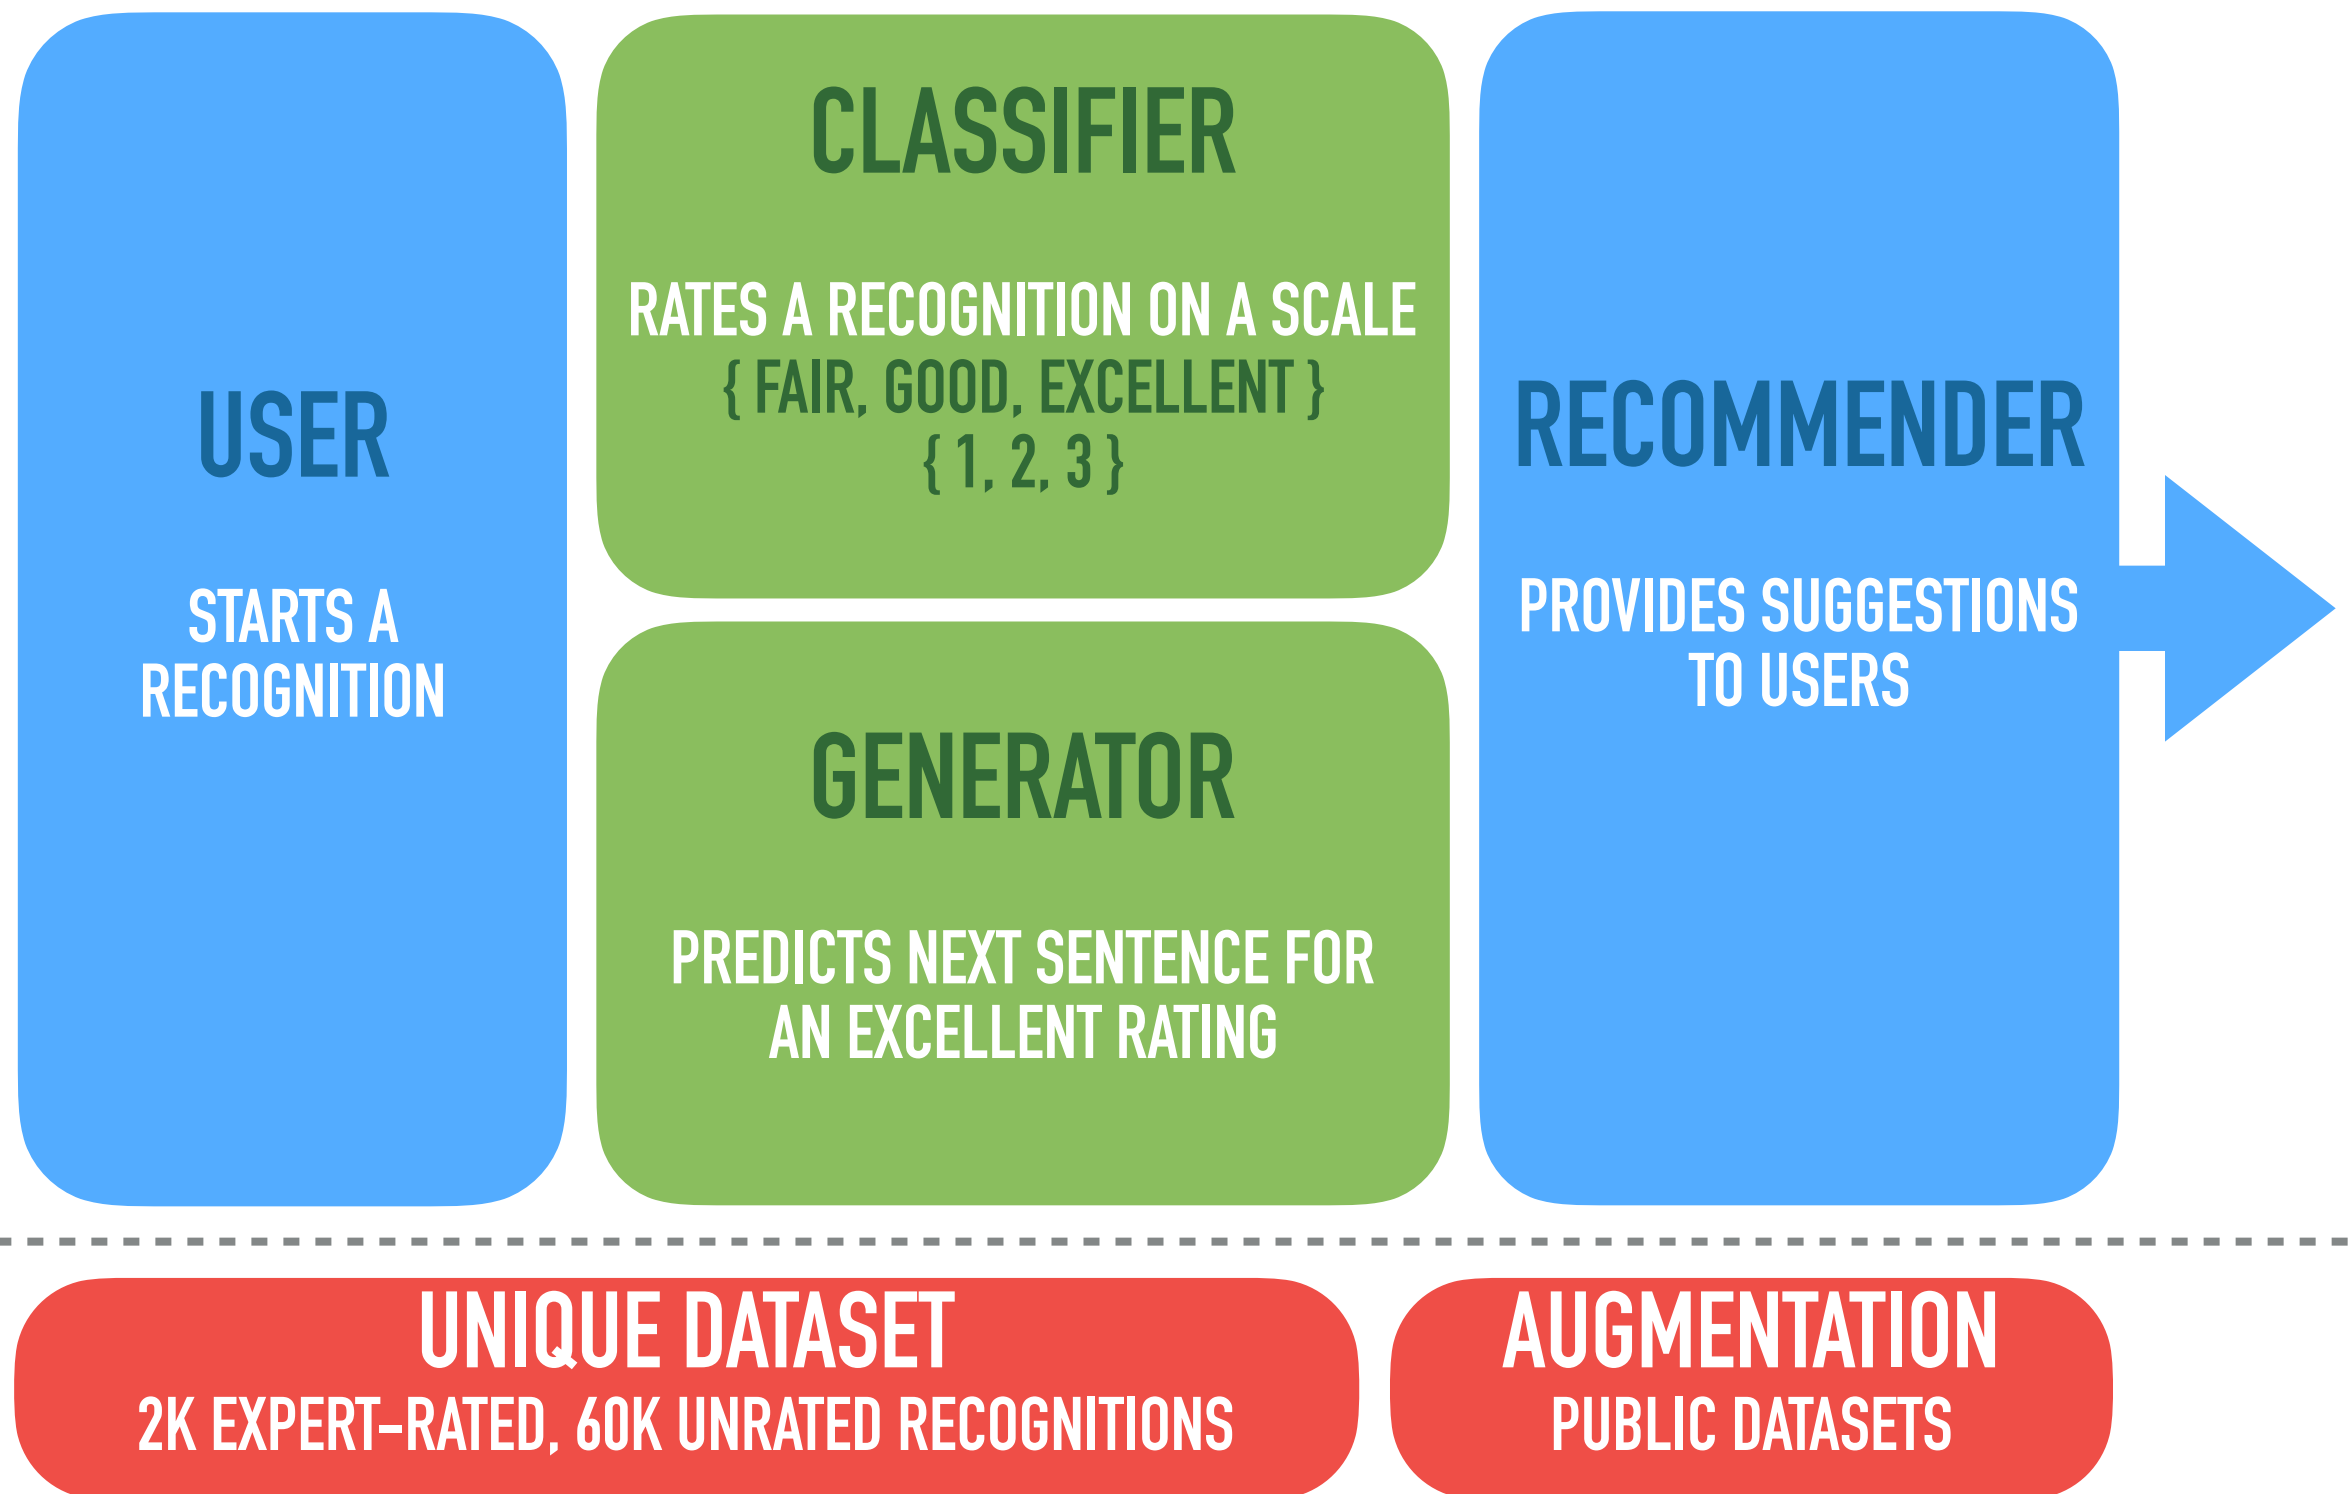 USER
STARTS A
RECOGNITION
CLASSIFIER
RATES A RECOGNITION ON A SCALE
{ FAIR, GOOD, EXCELLENT }
{ 1, 2, 3 }
GENERATOR
PREDICTS NEXT SENTENCE FOR
AN EXCELLENT RATING
RECOMMENDER
PROVIDES SUGGESTIONS
TO USERS
UNIQUE DATASET
2K EXPERT-RATED, 60K UNRATED RECOGNITIONS
AUGMENTATION
PUBLIC DATASETS